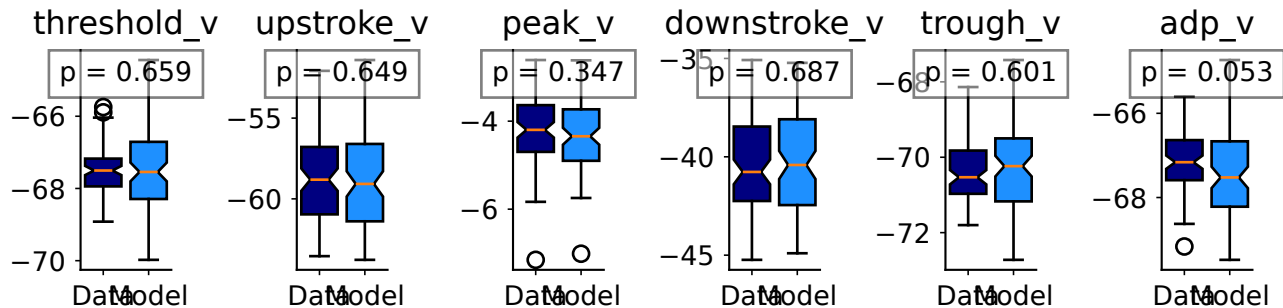 threshold_v
p = 0.659
−66
−68
−70
Data
Model
upstroke_v
p = 0.649
−55
−60
Data
Model
peak_v
p = 0.347
−4
−6
Data
Model
downstroke_v
p = 0.687
−35
−40
−45
Data
Model
trough_v
p = 0.601
−68
−70
−72
Data
Model
adp_v
p = 0.053
−66
−68
Data
Model